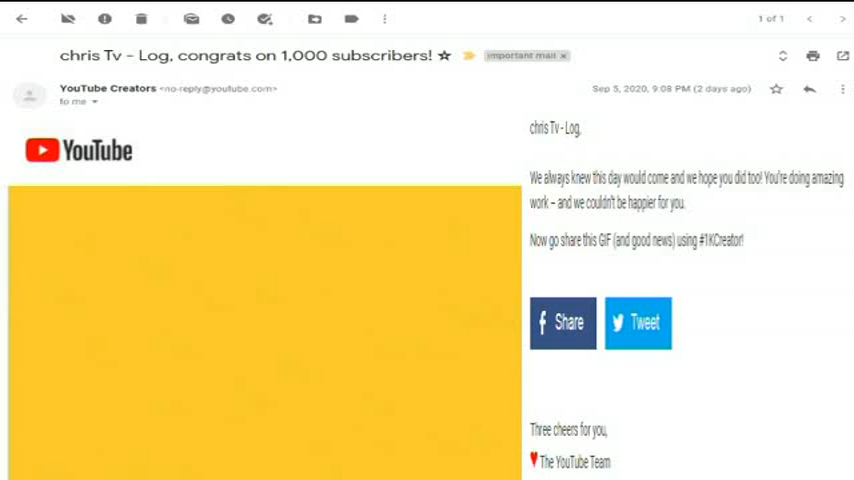 1 of 1
chris Tv - Log, congrats on 1,000 subscribers!
important mail x
YouTube Creators <no-reply@youtube.com>
Sep 5, 2020, 9:08 PM (2 days ago)
to me
YouTube
chris Tv - Log,
We always knew this day would come and we hope you did too! You're doing amazing
work – and we couldn't be happier for you.
Now go share this GIF (and good news) using #1KCreator!
Share
Tweet
Three cheers for you,
The YouTube Team